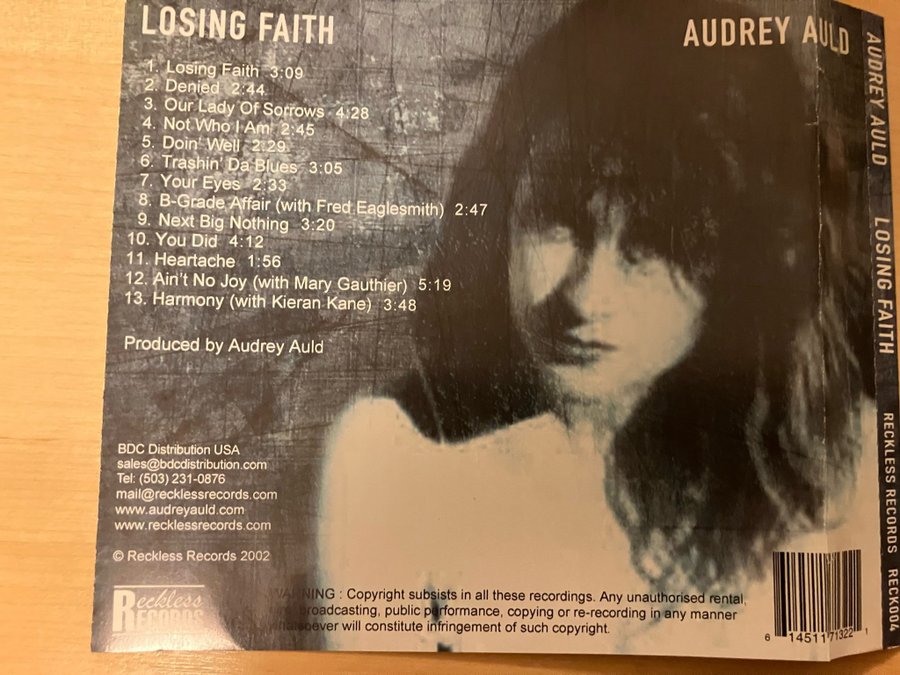 LOSING FAITH
AUDREY AULD
1. Losing Faith 3:09
2. Denied 2:44
3. Our Lady Of Sorrows 4:28
4. Not Who I Am 2:45
5. Doin' Well 2:29
6. Trashin' Da Blues 3:05
7. Your Eyes 2:33
8. B-Grade Affair (with Fred Eaglesmith) 2:47
9. Next Big Nothing 3:20
10. You Did 4:12
11. Heartache 1:56
12. Ain't No Joy (with Mary Gauthier) 5:19
13. Harmony (with Kieran Kane) 3:48
Produced by Audrey Auld
BDC Distribution USA
sales@bdcdistribution.com
Tel: (503) 231-0876
mail@recklessrecords.com
www.audreyauld.com
www.recklessrecords.com
© Reckless Records 2002
Reckless
RECORDS
WARNING : Copyright subsists in all these recordings. Any unauthorised rental,
broadcasting, public performance, copying or re-recording in any manner
whatsoever will constitute infringement of such copyright.
6 14511 71322 1
AUDREY AULD LOSING FAITH RECKLESS RECORDS RECK004